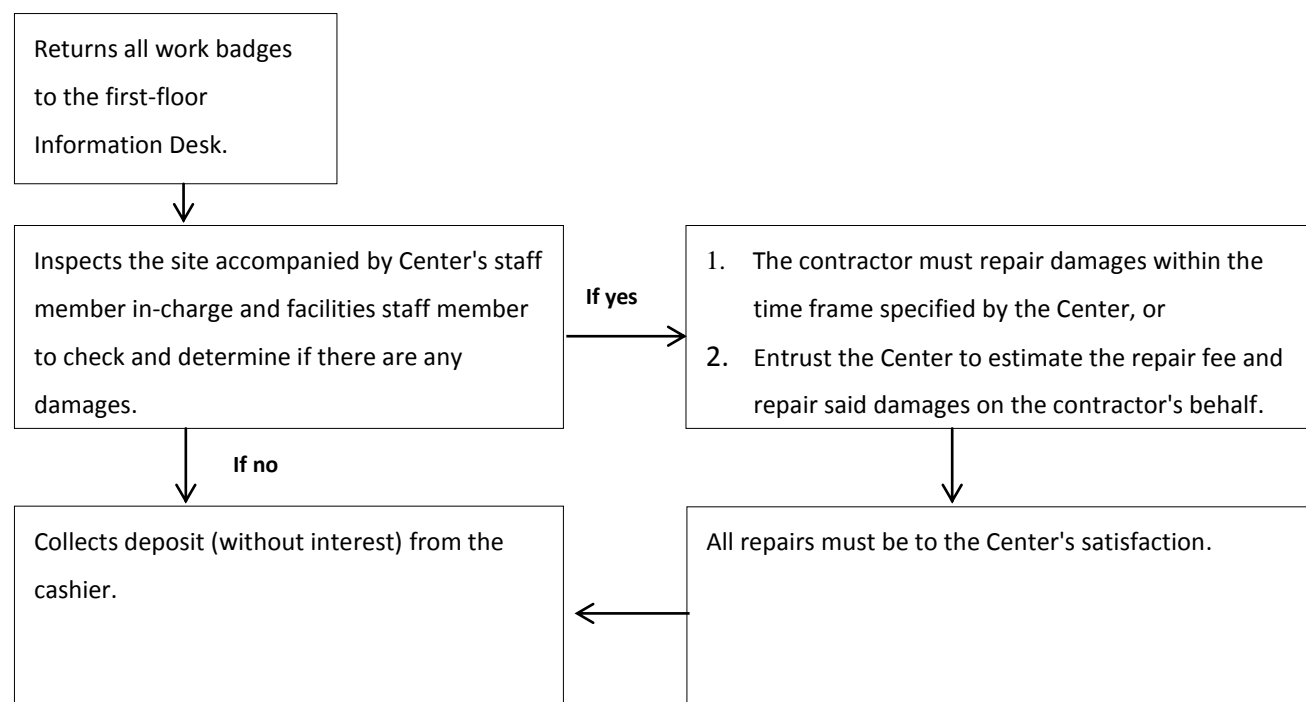 Returns all work badges
to the first-floor
Information Desk.
Inspects the site accompanied by Center's staff
member in-charge and facilities staff member
to check and determine if there are any
damages.
If yes
1. The contractor must repair damages within the
time frame specified by the Center, or
2. Entrust the Center to estimate the repair fee and
repair said damages on the contractor's behalf.
If no
Collects deposit (without interest) from the
cashier.
All repairs must be to the Center's satisfaction.